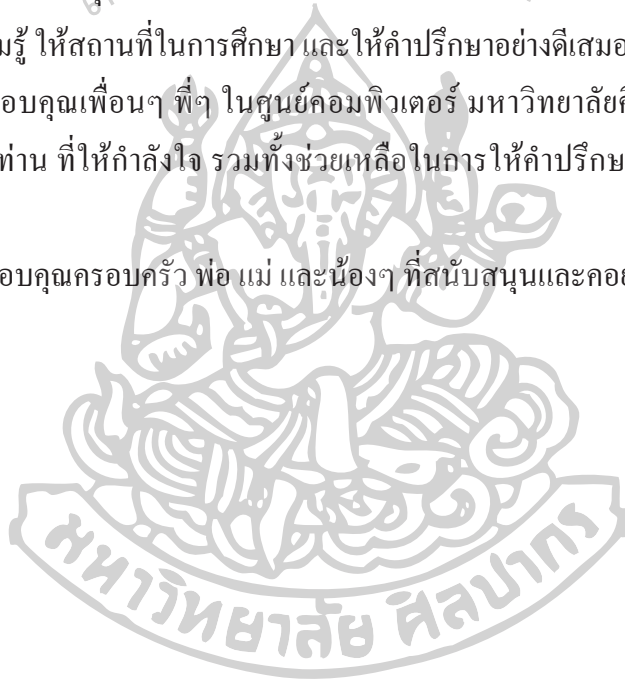 มรู้ ให้สถานที่ในการศึกษา และให้คำปรึกษาอย่างดีเสมอ
อบคุณเพื่อนๆ พี่ๆ ในศูนย์คอมพิวเตอร์ มหาวิทยาลัยศิ
ท่าน ที่ให้กำลังใจ รวมทั้งช่วยเหลือในการให้คำปรึกษ
อบคุณครอบครัว พ่อ แม่ และน้องๆ ที่สนับสนุนและคอย
มหาวิทยาลัย ศิลปากร